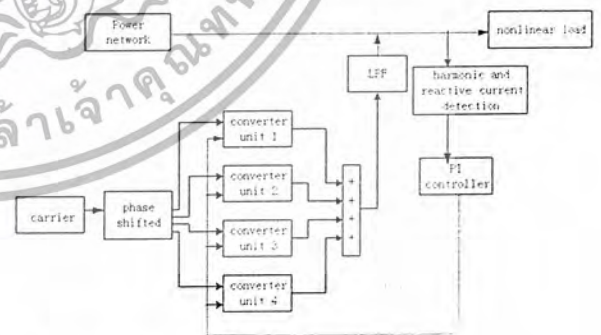 Power
network
nonlinear load
LPF
harmonic and
reactive current
detection
converter
unit 1
PI
controller
converter
unit 2
carrier
phase
shifted
converter
unit 3
converter
unit 4
+
+
+
+